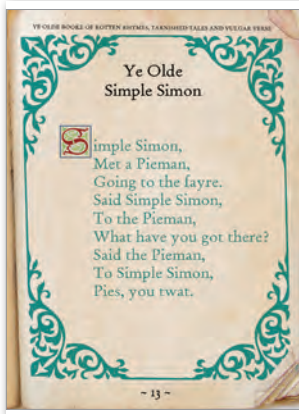 YE OLDE BOOKE OF ROTTEN RHYMES, TARNISHED TALES AND VULGAR VERSE
Ye Olde
Simple Simon
Simple Simon,
Met a Pieman,
Going to the fayre.
Said Simple Simon,
To the Pieman,
What have you got there?
Said the Pieman,
To Simple Simon,
Pies, you twat.
~ 13 ~